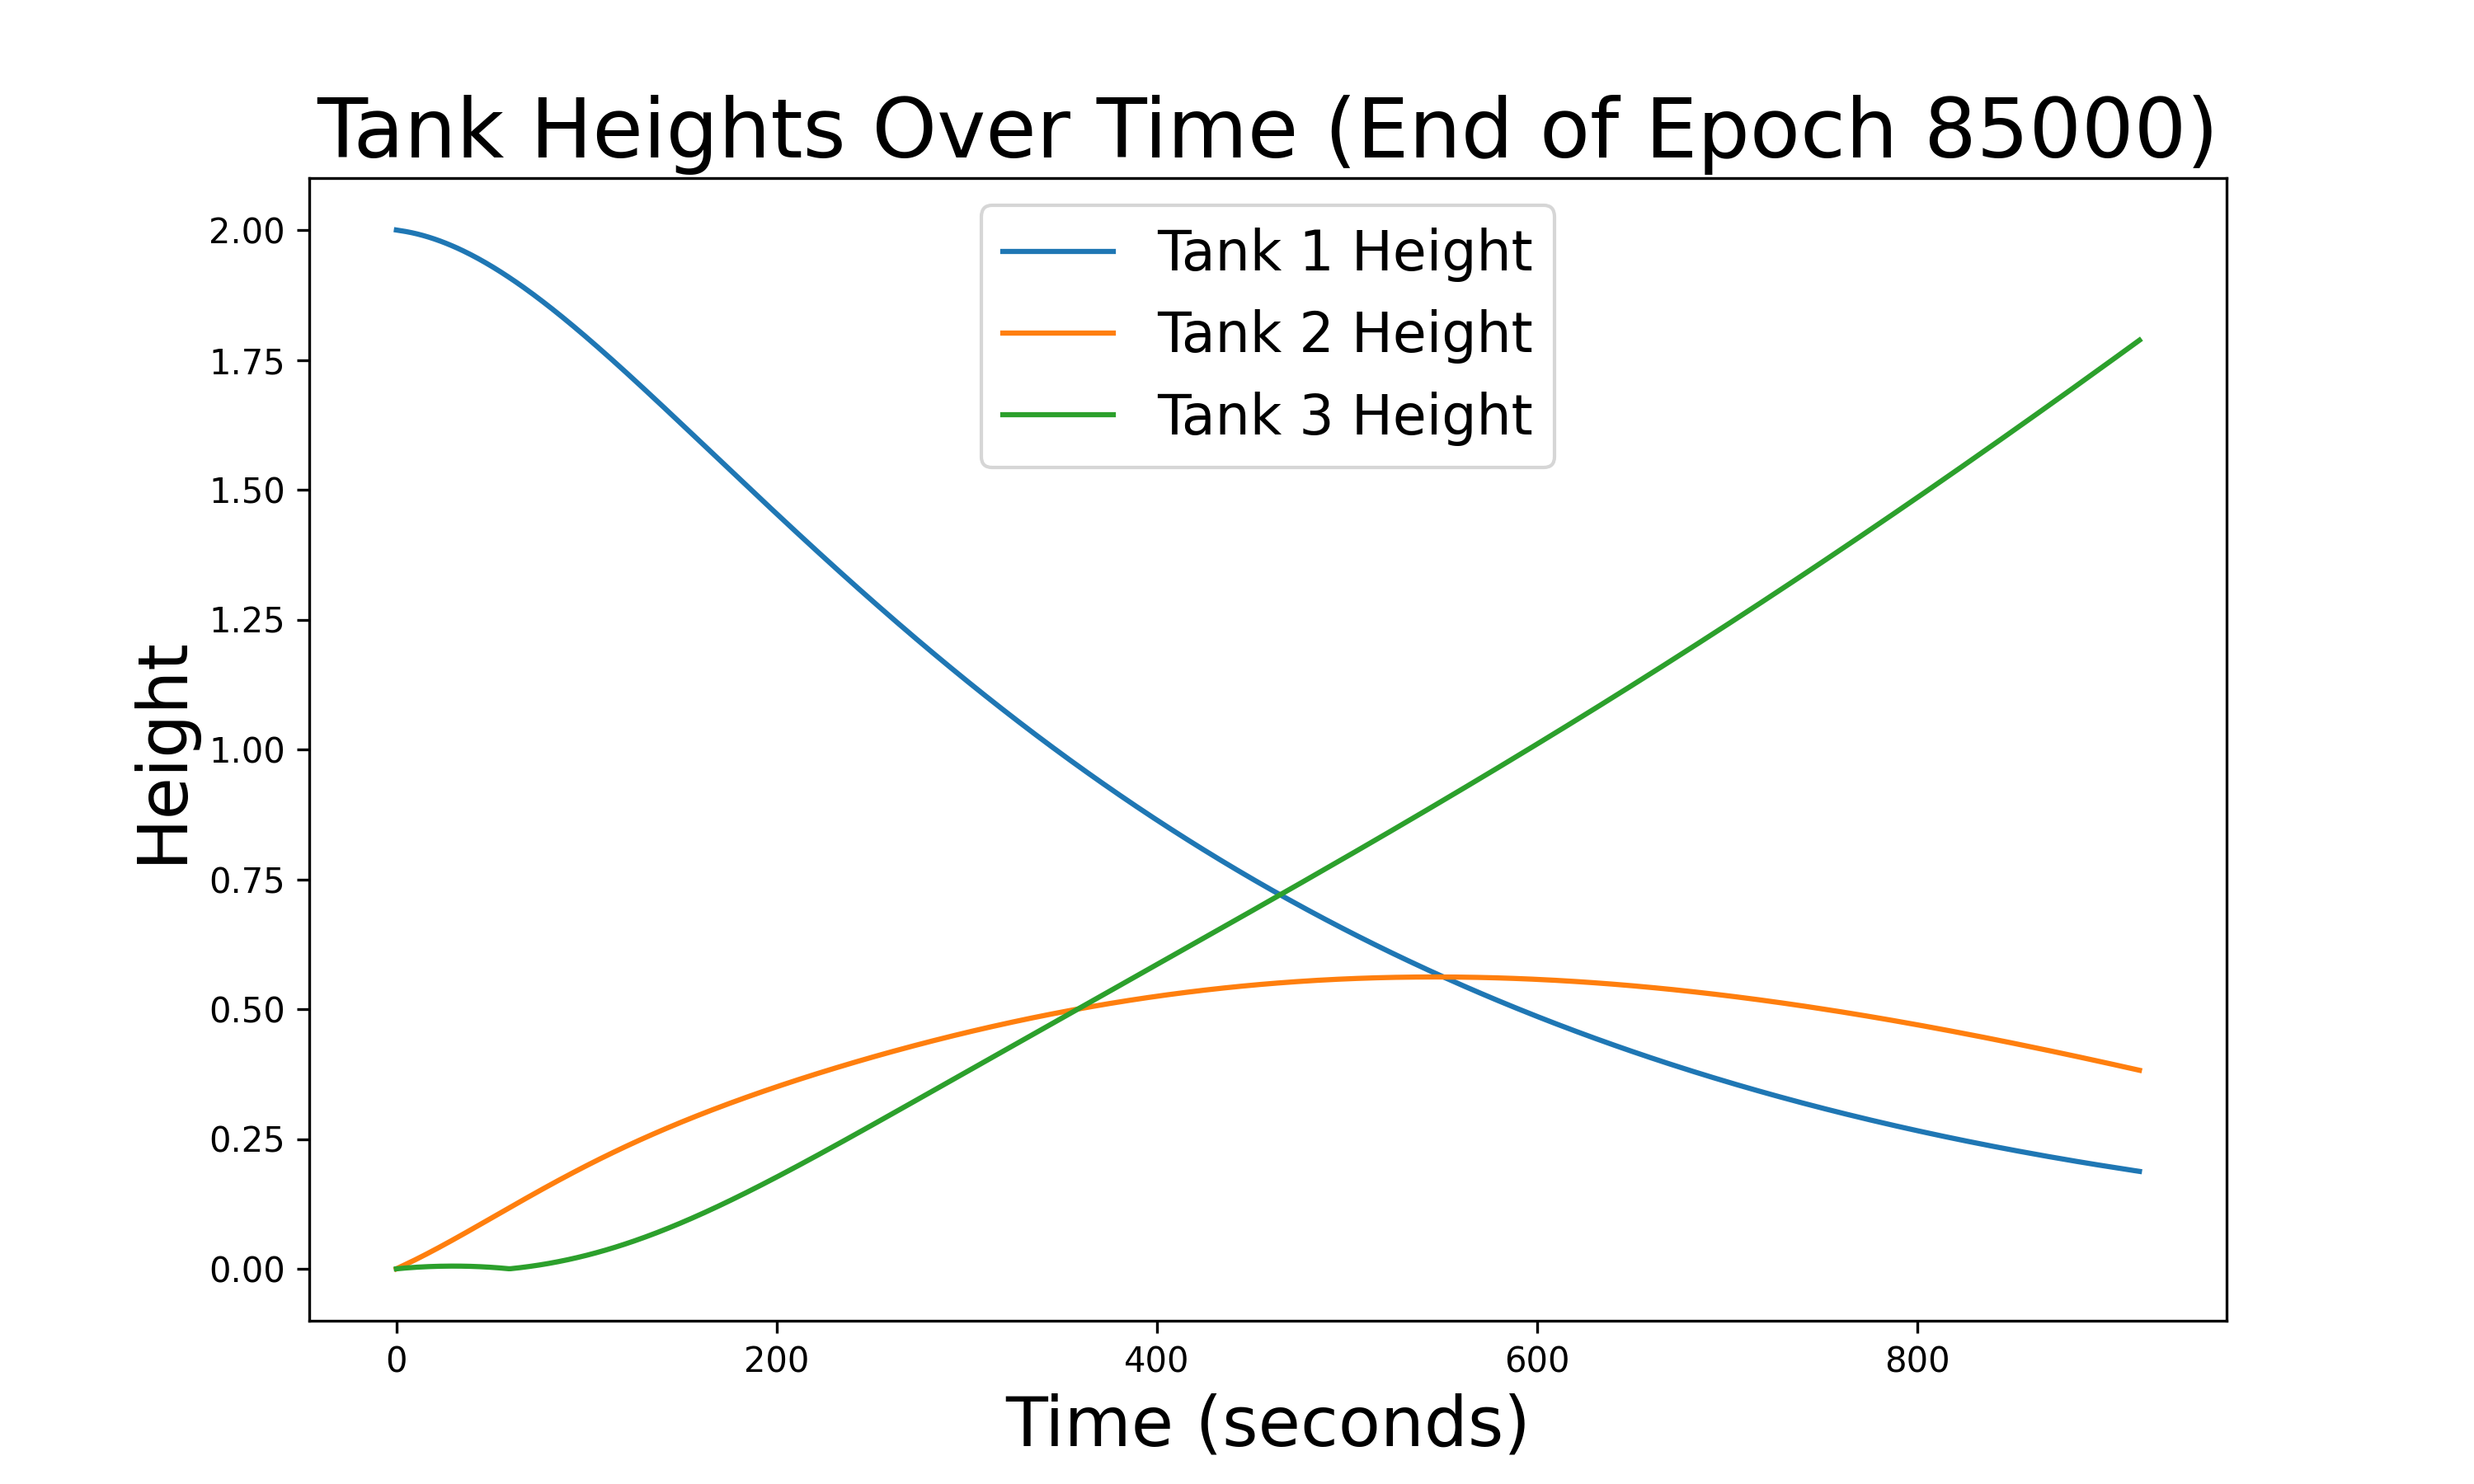 Tank Heights Over Time (End of Epoch 85000)
Tank 1 Height
Tank 2 Height
Tank 3 Height
Height
2.00
1.75
1.50
1.25
1.00
0.75
0.50
0.25
0.00
0 200 400 600 800
Time (seconds)